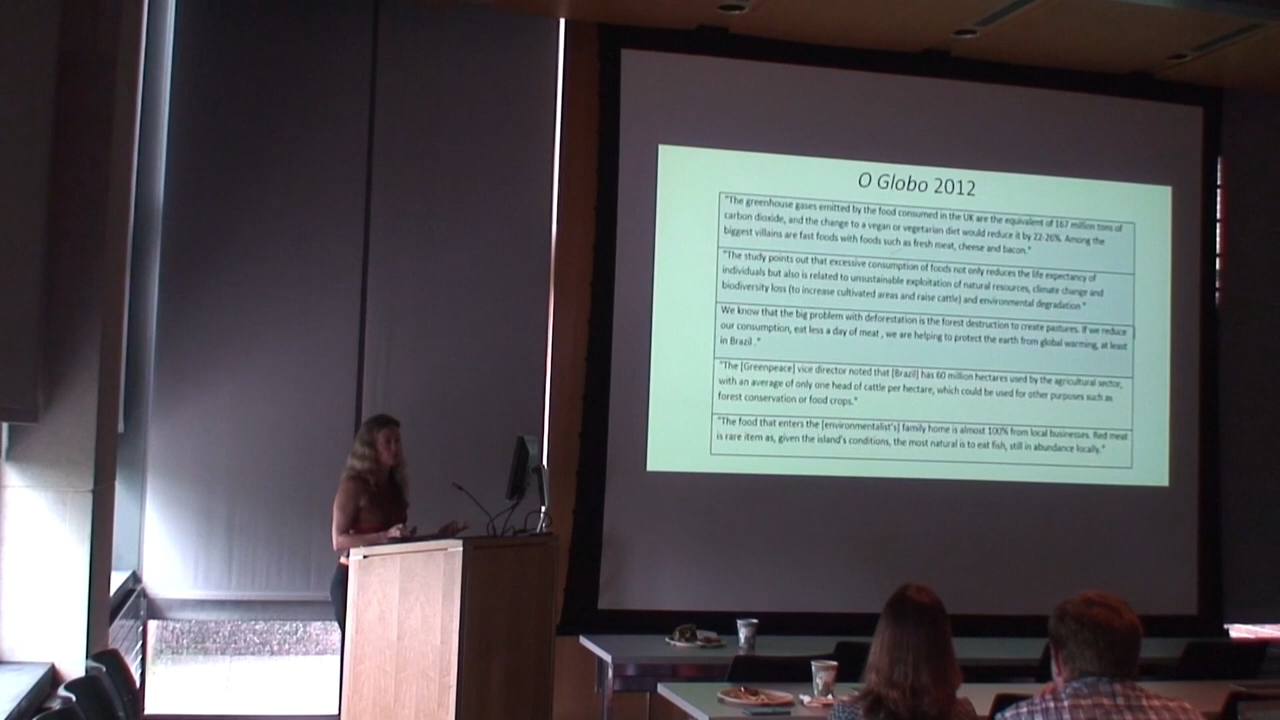 O Globo 2012
"The greenhouse gases emitted by the food consumed in the UK are the equivalent of 167 million tons of
carbon dioxide, and the change to a vegan or vegetarian diet would reduce it by 22-26%. Among the
biggest villains are fast foods with foods such as fresh meat, cheese and bacon."
"The study points out that excessive consumption of foods not only reduces the life expectancy of
individuals but also is related to unsustainable exploitation of natural resources, climate change and
biodiversity loss (to increase cultivated areas and raise cattle) and environmental degradation "
We know that the big problem with deforestation is the forest destruction to create pastures. If we reduce
our consumption, eat less a day of meat , we are helping to protect the earth from global warming, at least
in Brazil ."
"The [Greenpeace] vice director noted that [Brazil] has 60 million hectares used by the agricultural sector,
with an average of only one head of cattle per hectare, which could be used for other purposes such as
forest conservation or food crops."
"The food that enters the [environmentalist's] family home is almost 100% from local businesses. Red meat
is rare item as, given the island's conditions, the most natural is to eat fish, still in abundance locally."